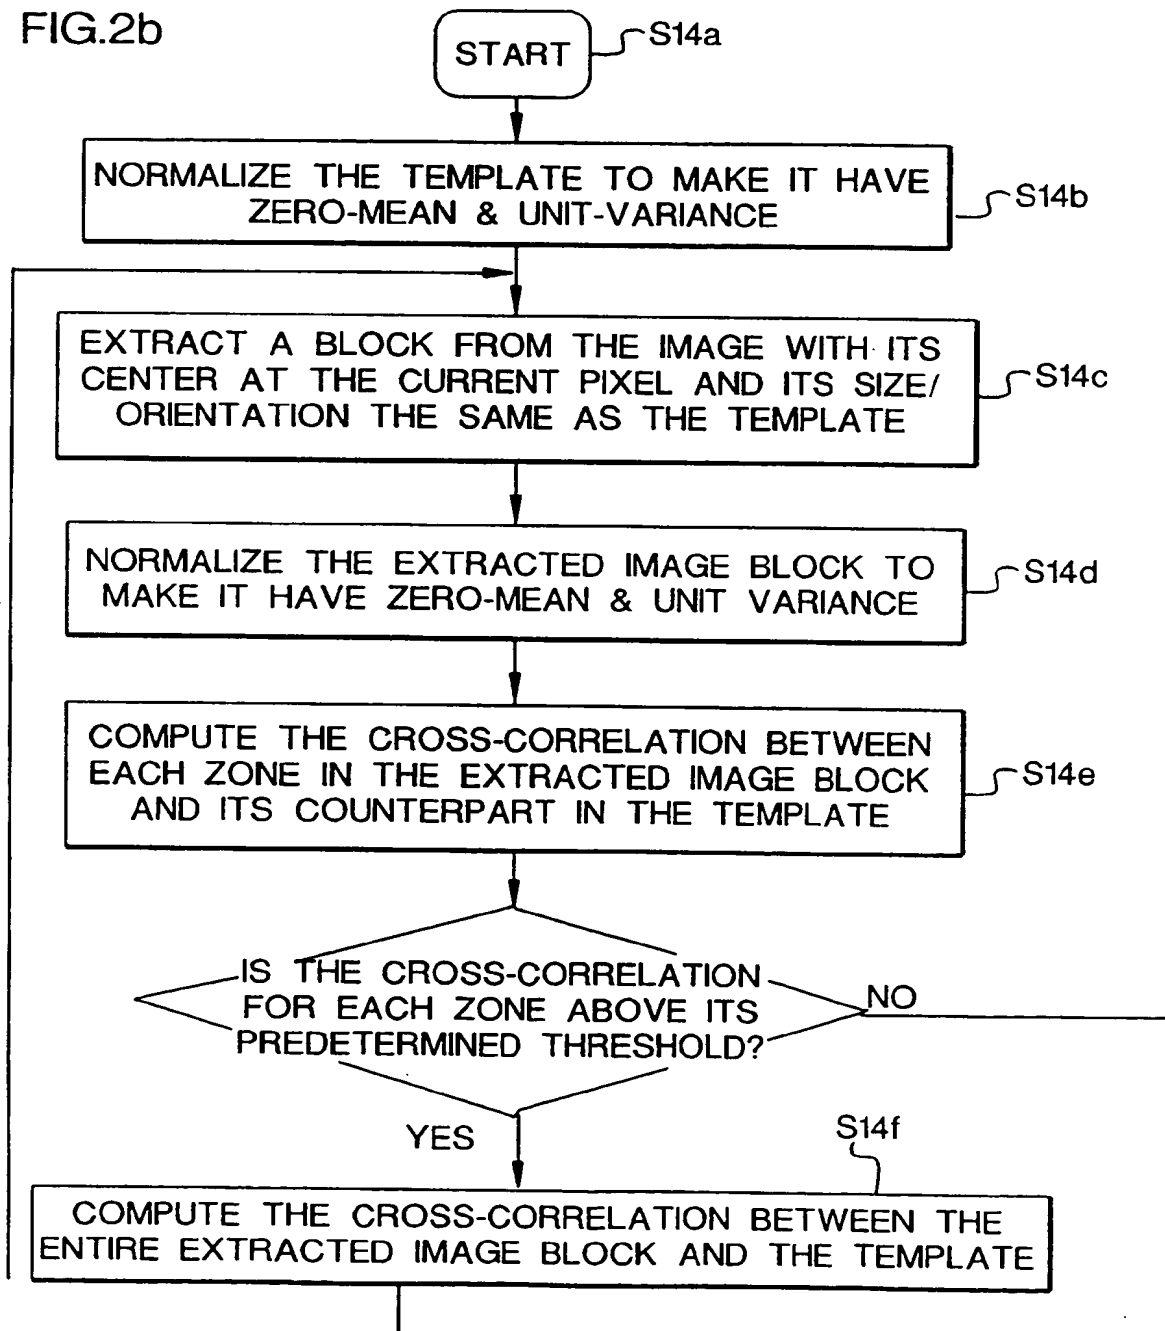 FIG.2b
START
S14a
NORMALIZE THE TEMPLATE TO MAKE IT HAVE
ZERO-MEAN & UNIT-VARIANCE
S14b
EXTRACT A BLOCK FROM THE IMAGE WITH ITS
CENTER AT THE CURRENT PIXEL AND ITS SIZE/
ORIENTATION THE SAME AS THE TEMPLATE
S14c
NORMALIZE THE EXTRACTED IMAGE BLOCK TO
MAKE IT HAVE ZERO-MEAN & UNIT VARIANCE
S14d
COMPUTE THE CROSS-CORRELATION BETWEEN
EACH ZONE IN THE EXTRACTED IMAGE BLOCK
AND ITS COUNTERPART IN THE TEMPLATE
S14e
IS THE CROSS-CORRELATION
FOR EACH ZONE ABOVE ITS
PREDETERMINED THRESHOLD?
NO
YES
S14f
COMPUTE THE CROSS-CORRELATION BETWEEN THE
ENTIRE EXTRACTED IMAGE BLOCK AND THE TEMPLATE